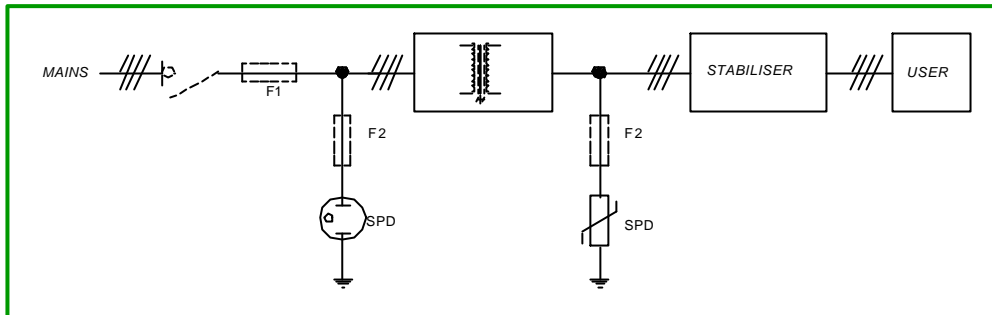 MAINS
F1
F2
SPD
STABILISER
USER
F2
SPD